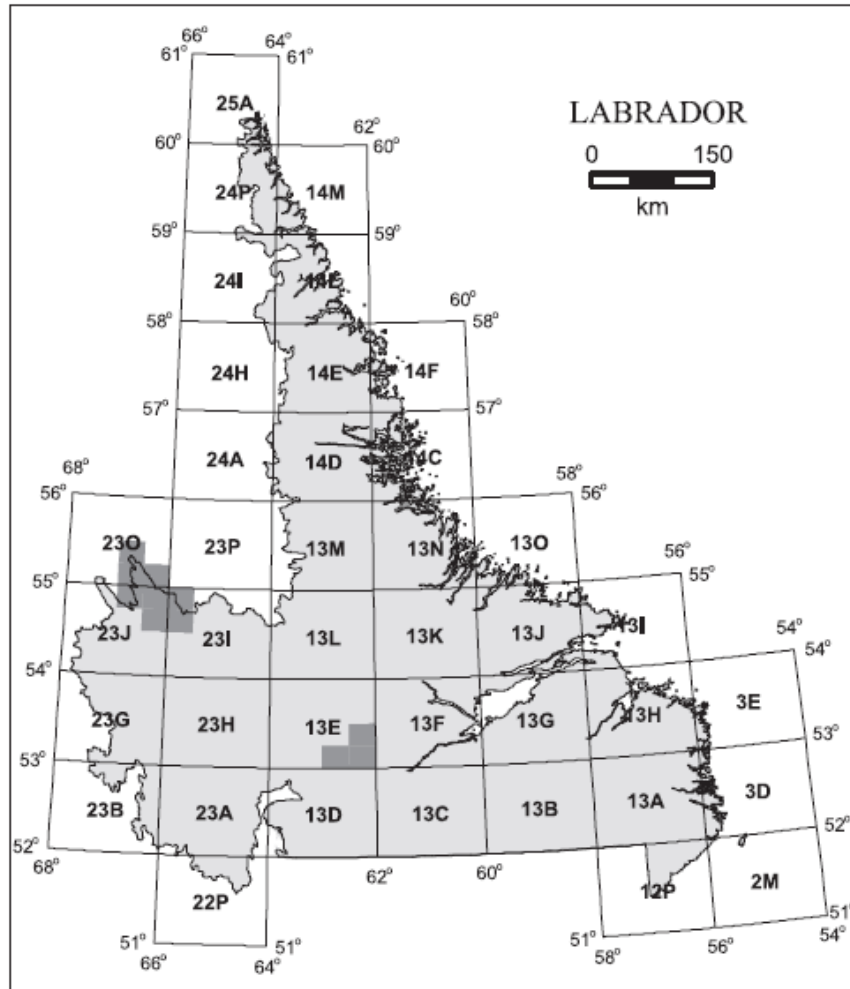 66° 64°
61° 61°
25A
LABRADOR
62°
0 150
60° 60°
km
24P 14M
59° 59°
24I 14L
60°
58° 58°
24H 14E 14F
57° 57°
24A 14D 14C
68° 58°
56° 56°
23O 23P 13M 13N 13O
56°
55° 55°
23J 23I 13L 13K 13J 13I
54° 54°
23G 23H 13E 13F 13G 13H 3E
53° 53°
23B 23A 13D 13C 13B 13A 3D
52° 52°
68° 62° 60°
22P 12P 2M
51° 51° 51° 51°
66° 64° 58° 56° 54°